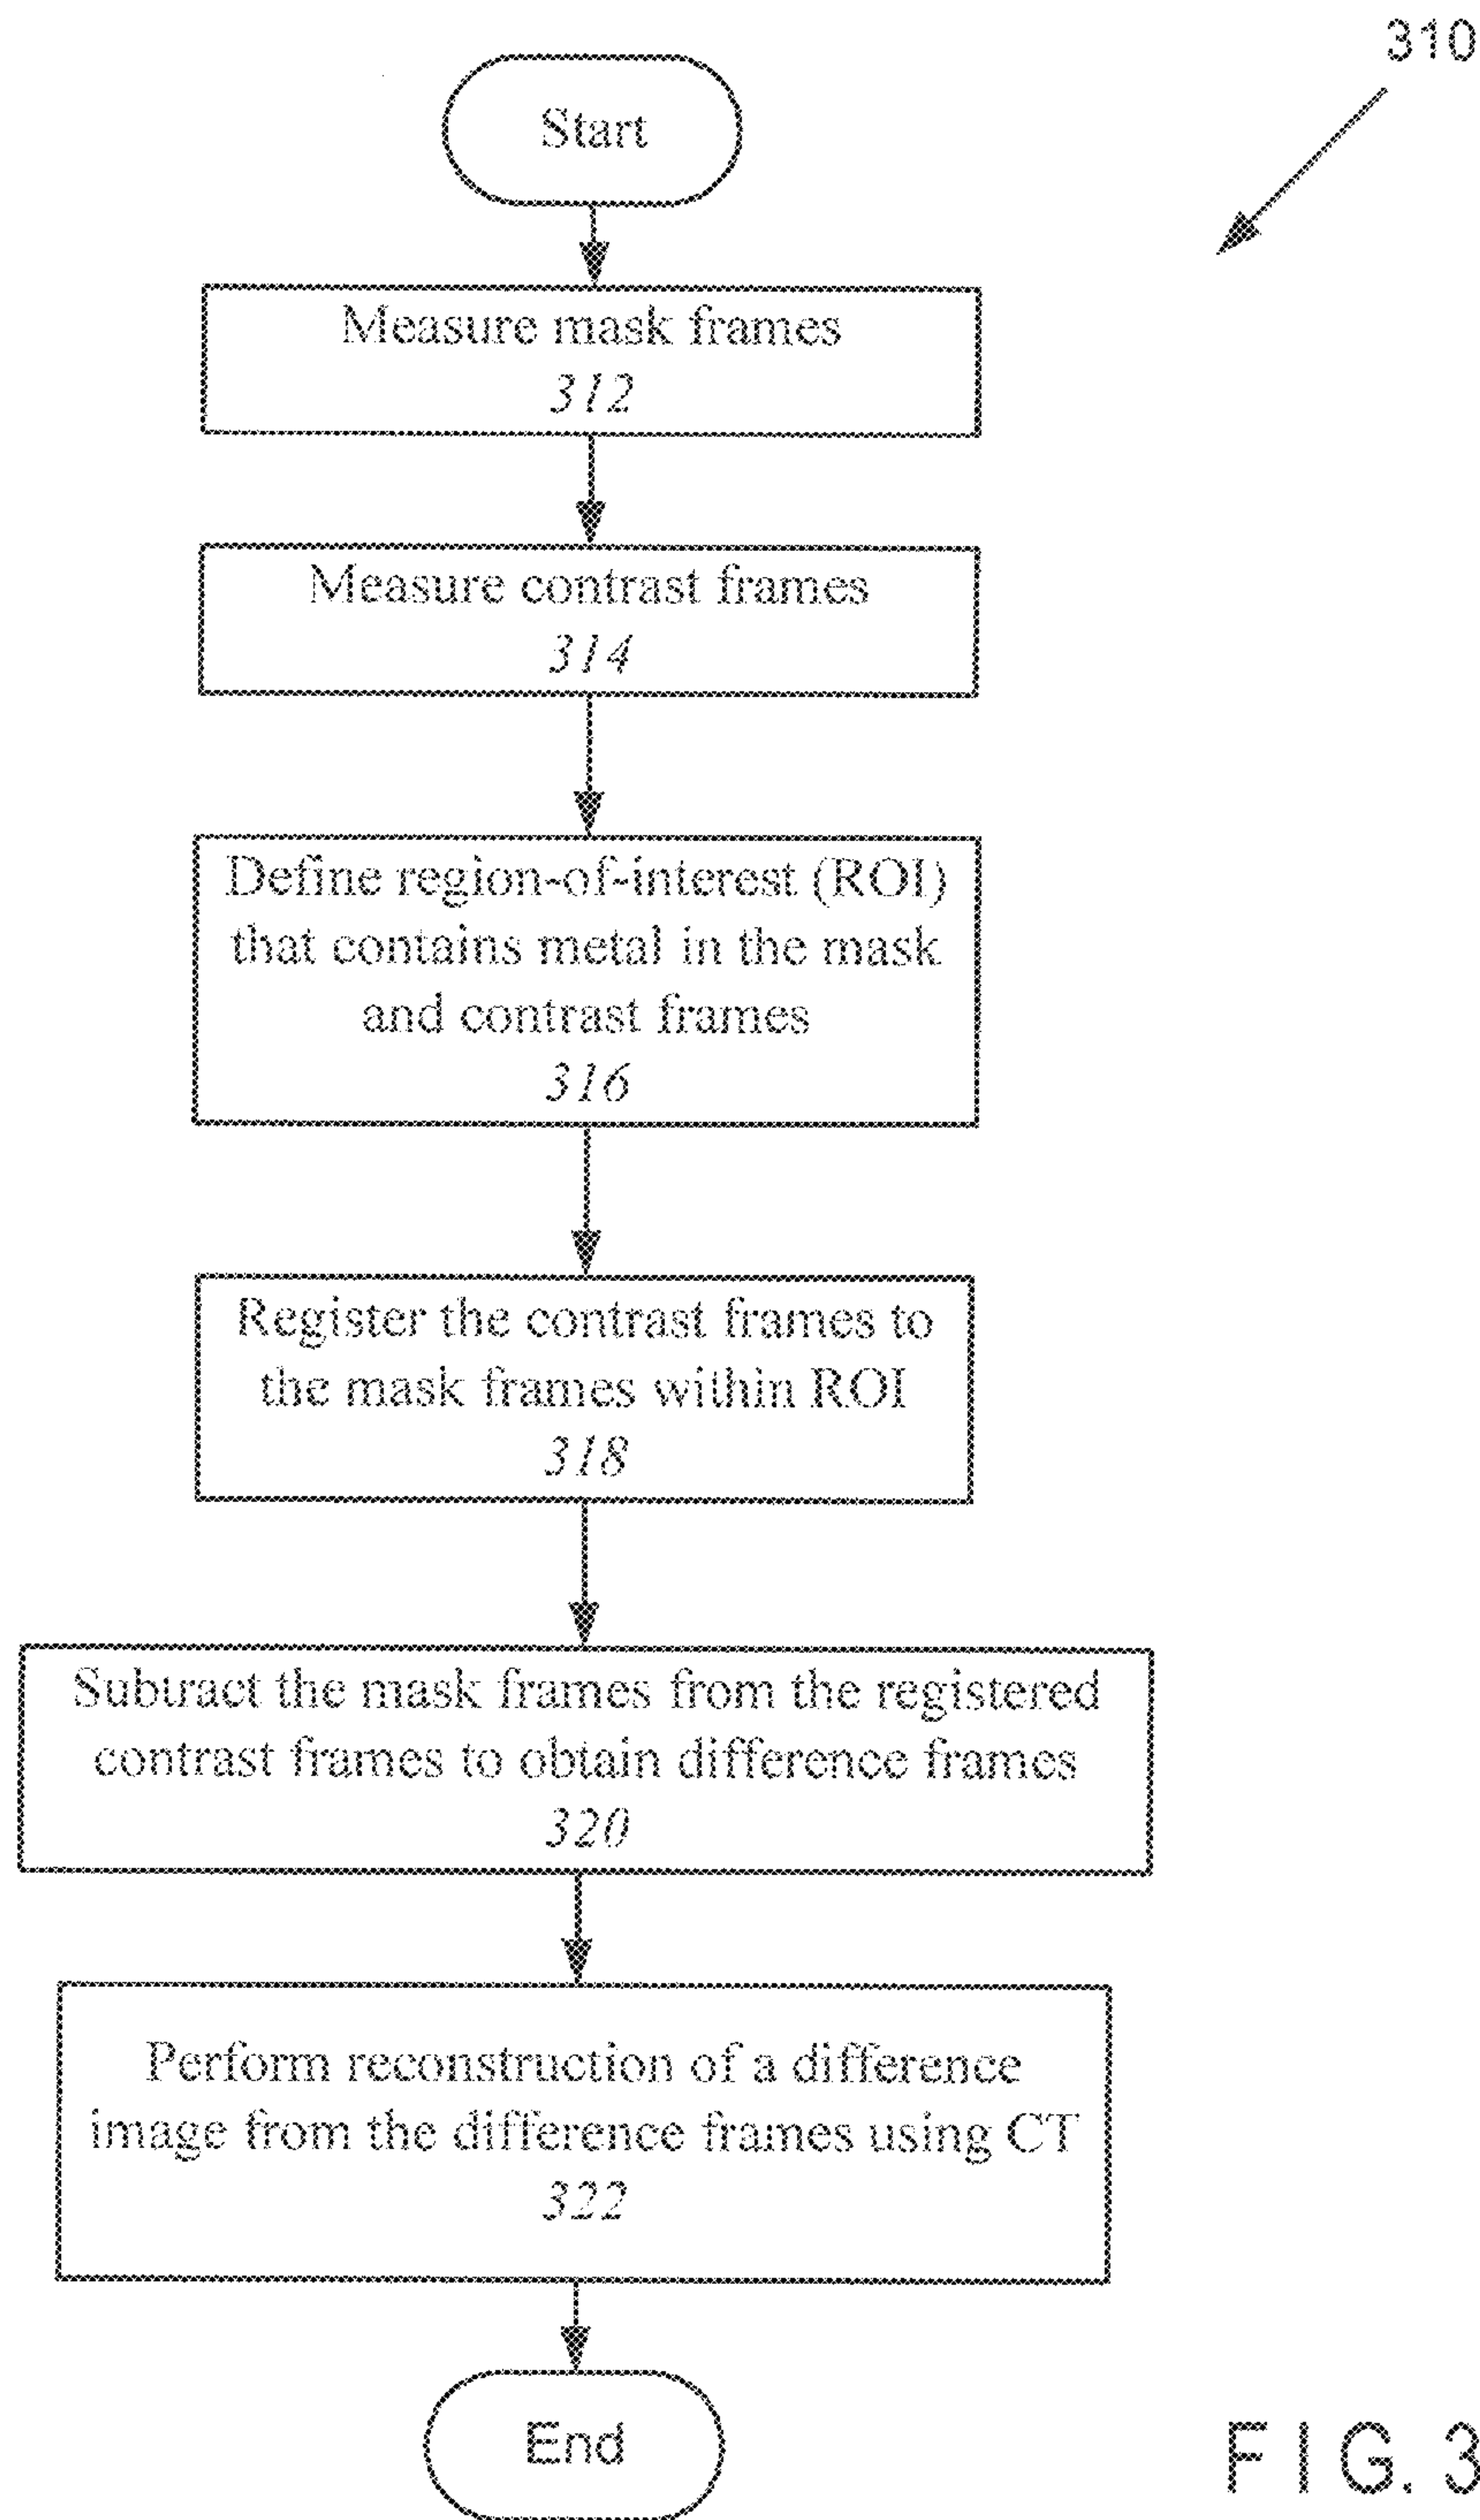 310
Start
Measure mask frames
312
Measure contrast frames
314
Define region-of-interest (ROI)
that contains metal in the mask
and contrast frames
316
Register the contrast frames to
the mask frames within ROI
318
Subtract the mask frames from the registered
contrast frames to obtain difference frames
320
Perform reconstruction of a difference
image from the difference frames using CT
322
End
FIG. 3